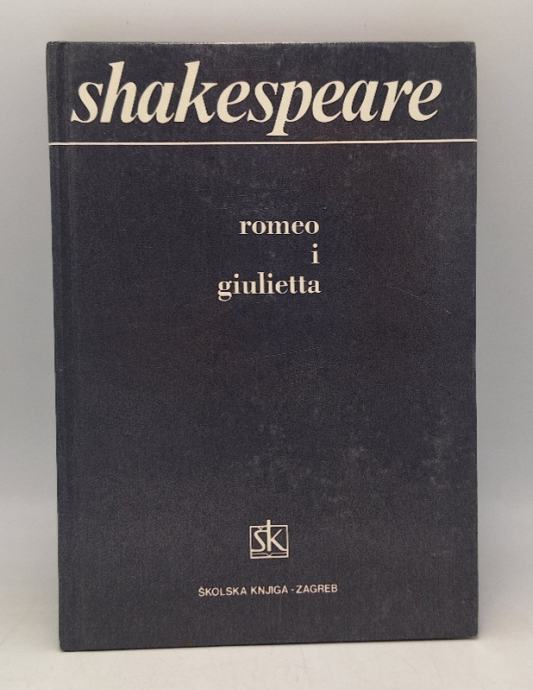 shakespeare
romeo
i
giulietta
šk
ŠKOLSKA KNJIGA - ZAGREB